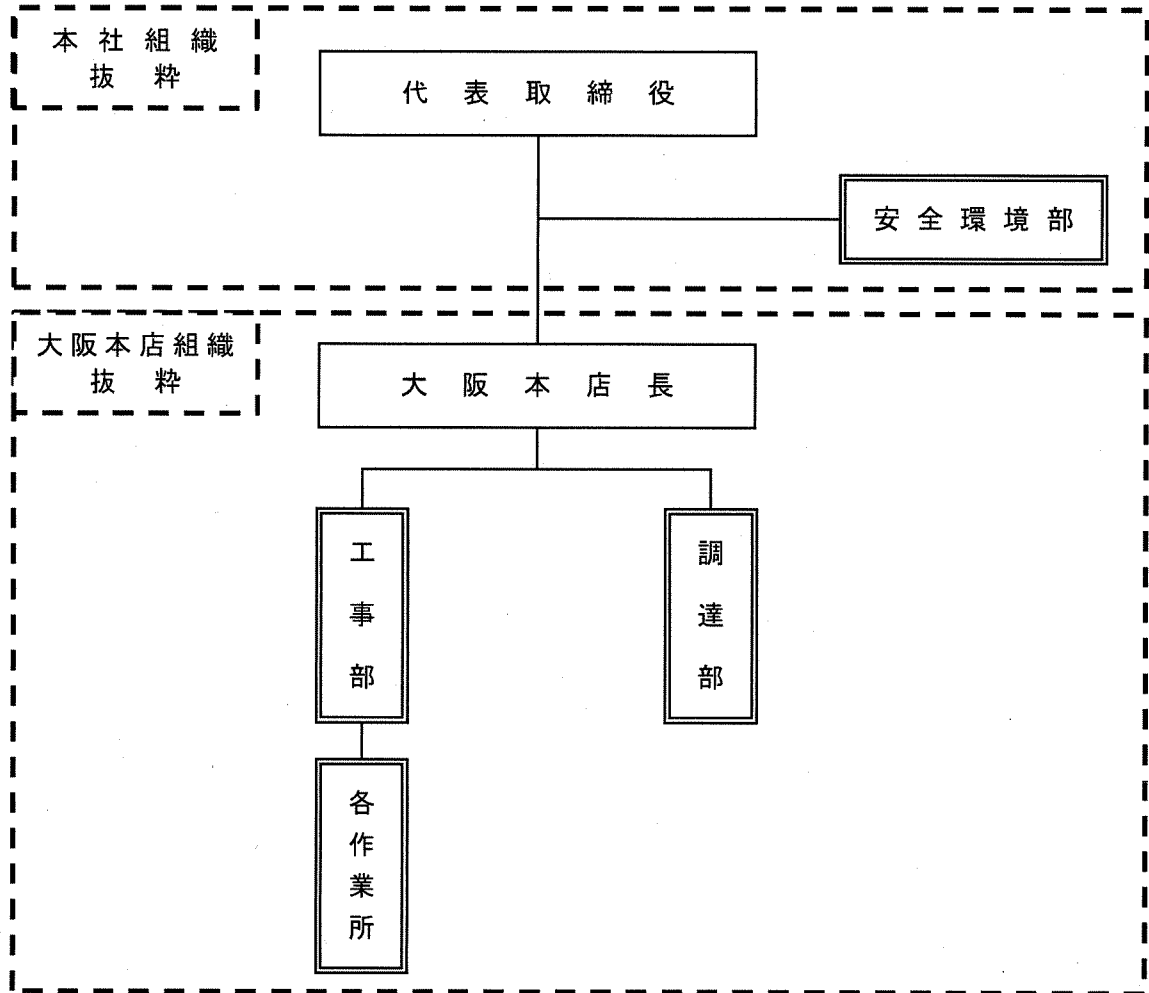 本社組織
抜粋
代表取締役
安全環境部
大阪本店組織
抜粋
大阪本店長
工事部
調達部
各作業所